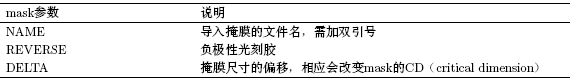 mask参数 说明
NAME 导入掩膜的文件名，需加双引号
REVERSE 负极性光刻胶
DELTA 掩膜尺寸的偏移，相应会改变mask的CD（critical dimension）